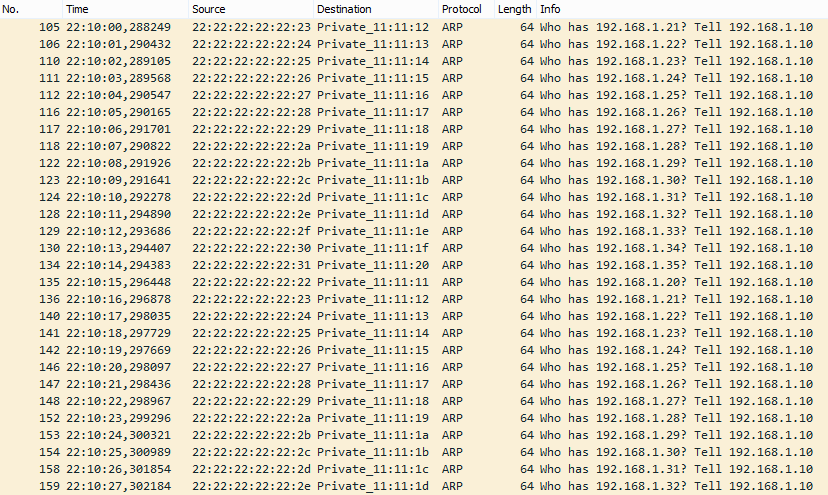 No. Time Source Destination Protocol Length Info
105 22:10:00,288249 22:22:22:22:22:23 Private_11:11:12 ARP 64 Who has 192.168.1.21? Tell 192.168.1.10
106 22:10:01,290432 22:22:22:22:22:24 Private_11:11:13 ARP 64 Who has 192.168.1.22? Tell 192.168.1.10
110 22:10:02,289105 22:22:22:22:22:25 Private_11:11:14 ARP 64 Who has 192.168.1.23? Tell 192.168.1.10
111 22:10:03,289568 22:22:22:22:22:26 Private_11:11:15 ARP 64 Who has 192.168.1.24? Tell 192.168.1.10
112 22:10:04,290547 22:22:22:22:22:27 Private_11:11:16 ARP 64 Who has 192.168.1.25? Tell 192.168.1.10
116 22:10:05,290165 22:22:22:22:22:28 Private_11:11:17 ARP 64 Who has 192.168.1.26? Tell 192.168.1.10
117 22:10:06,291701 22:22:22:22:22:29 Private_11:11:18 ARP 64 Who has 192.168.1.27? Tell 192.168.1.10
118 22:10:07,290822 22:22:22:22:22:2a Private_11:11:19 ARP 64 Who has 192.168.1.28? Tell 192.168.1.10
122 22:10:08,291926 22:22:22:22:22:2b Private_11:11:1a ARP 64 Who has 192.168.1.29? Tell 192.168.1.10
123 22:10:09,291641 22:22:22:22:22:2c Private_11:11:1b ARP 64 Who has 192.168.1.30? Tell 192.168.1.10
124 22:10:10,292278 22:22:22:22:22:2d Private_11:11:1c ARP 64 Who has 192.168.1.31? Tell 192.168.1.10
128 22:10:11,294890 22:22:22:22:22:2e Private_11:11:1d ARP 64 Who has 192.168.1.32? Tell 192.168.1.10
129 22:10:12,293686 22:22:22:22:22:2f Private_11:11:1e ARP 64 Who has 192.168.1.33? Tell 192.168.1.10
130 22:10:13,294407 22:22:22:22:22:30 Private_11:11:1f ARP 64 Who has 192.168.1.34? Tell 192.168.1.10
134 22:10:14,294383 22:22:22:22:22:31 Private_11:11:20 ARP 64 Who has 192.168.1.35? Tell 192.168.1.10
135 22:10:15,296448 22:22:22:22:22:22 Private_11:11:11 ARP 64 Who has 192.168.1.20? Tell 192.168.1.10
136 22:10:16,296878 22:22:22:22:22:23 Private_11:11:12 ARP 64 Who has 192.168.1.21? Tell 192.168.1.10
140 22:10:17,298035 22:22:22:22:22:24 Private_11:11:13 ARP 64 Who has 192.168.1.22? Tell 192.168.1.10
141 22:10:18,297729 22:22:22:22:22:25 Private_11:11:14 ARP 64 Who has 192.168.1.23? Tell 192.168.1.10
142 22:10:19,297669 22:22:22:22:22:26 Private_11:11:15 ARP 64 Who has 192.168.1.24? Tell 192.168.1.10
146 22:10:20,298097 22:22:22:22:22:27 Private_11:11:16 ARP 64 Who has 192.168.1.25? Tell 192.168.1.10
147 22:10:21,298436 22:22:22:22:22:28 Private_11:11:17 ARP 64 Who has 192.168.1.26? Tell 192.168.1.10
148 22:10:22,298967 22:22:22:22:22:29 Private_11:11:18 ARP 64 Who has 192.168.1.27? Tell 192.168.1.10
152 22:10:23,299296 22:22:22:22:22:2a Private_11:11:19 ARP 64 Who has 192.168.1.28? Tell 192.168.1.10
153 22:10:24,300321 22:22:22:22:22:2b Private_11:11:1a ARP 64 Who has 192.168.1.29? Tell 192.168.1.10
154 22:10:25,300989 22:22:22:22:22:2c Private_11:11:1b ARP 64 Who has 192.168.1.30? Tell 192.168.1.10
158 22:10:26,301854 22:22:22:22:22:2d Private_11:11:1c ARP 64 Who has 192.168.1.31? Tell 192.168.1.10
159 22:10:27,302184 22:22:22:22:22:2e Private_11:11:1d ARP 64 Who has 192.168.1.32? Tell 192.168.1.10